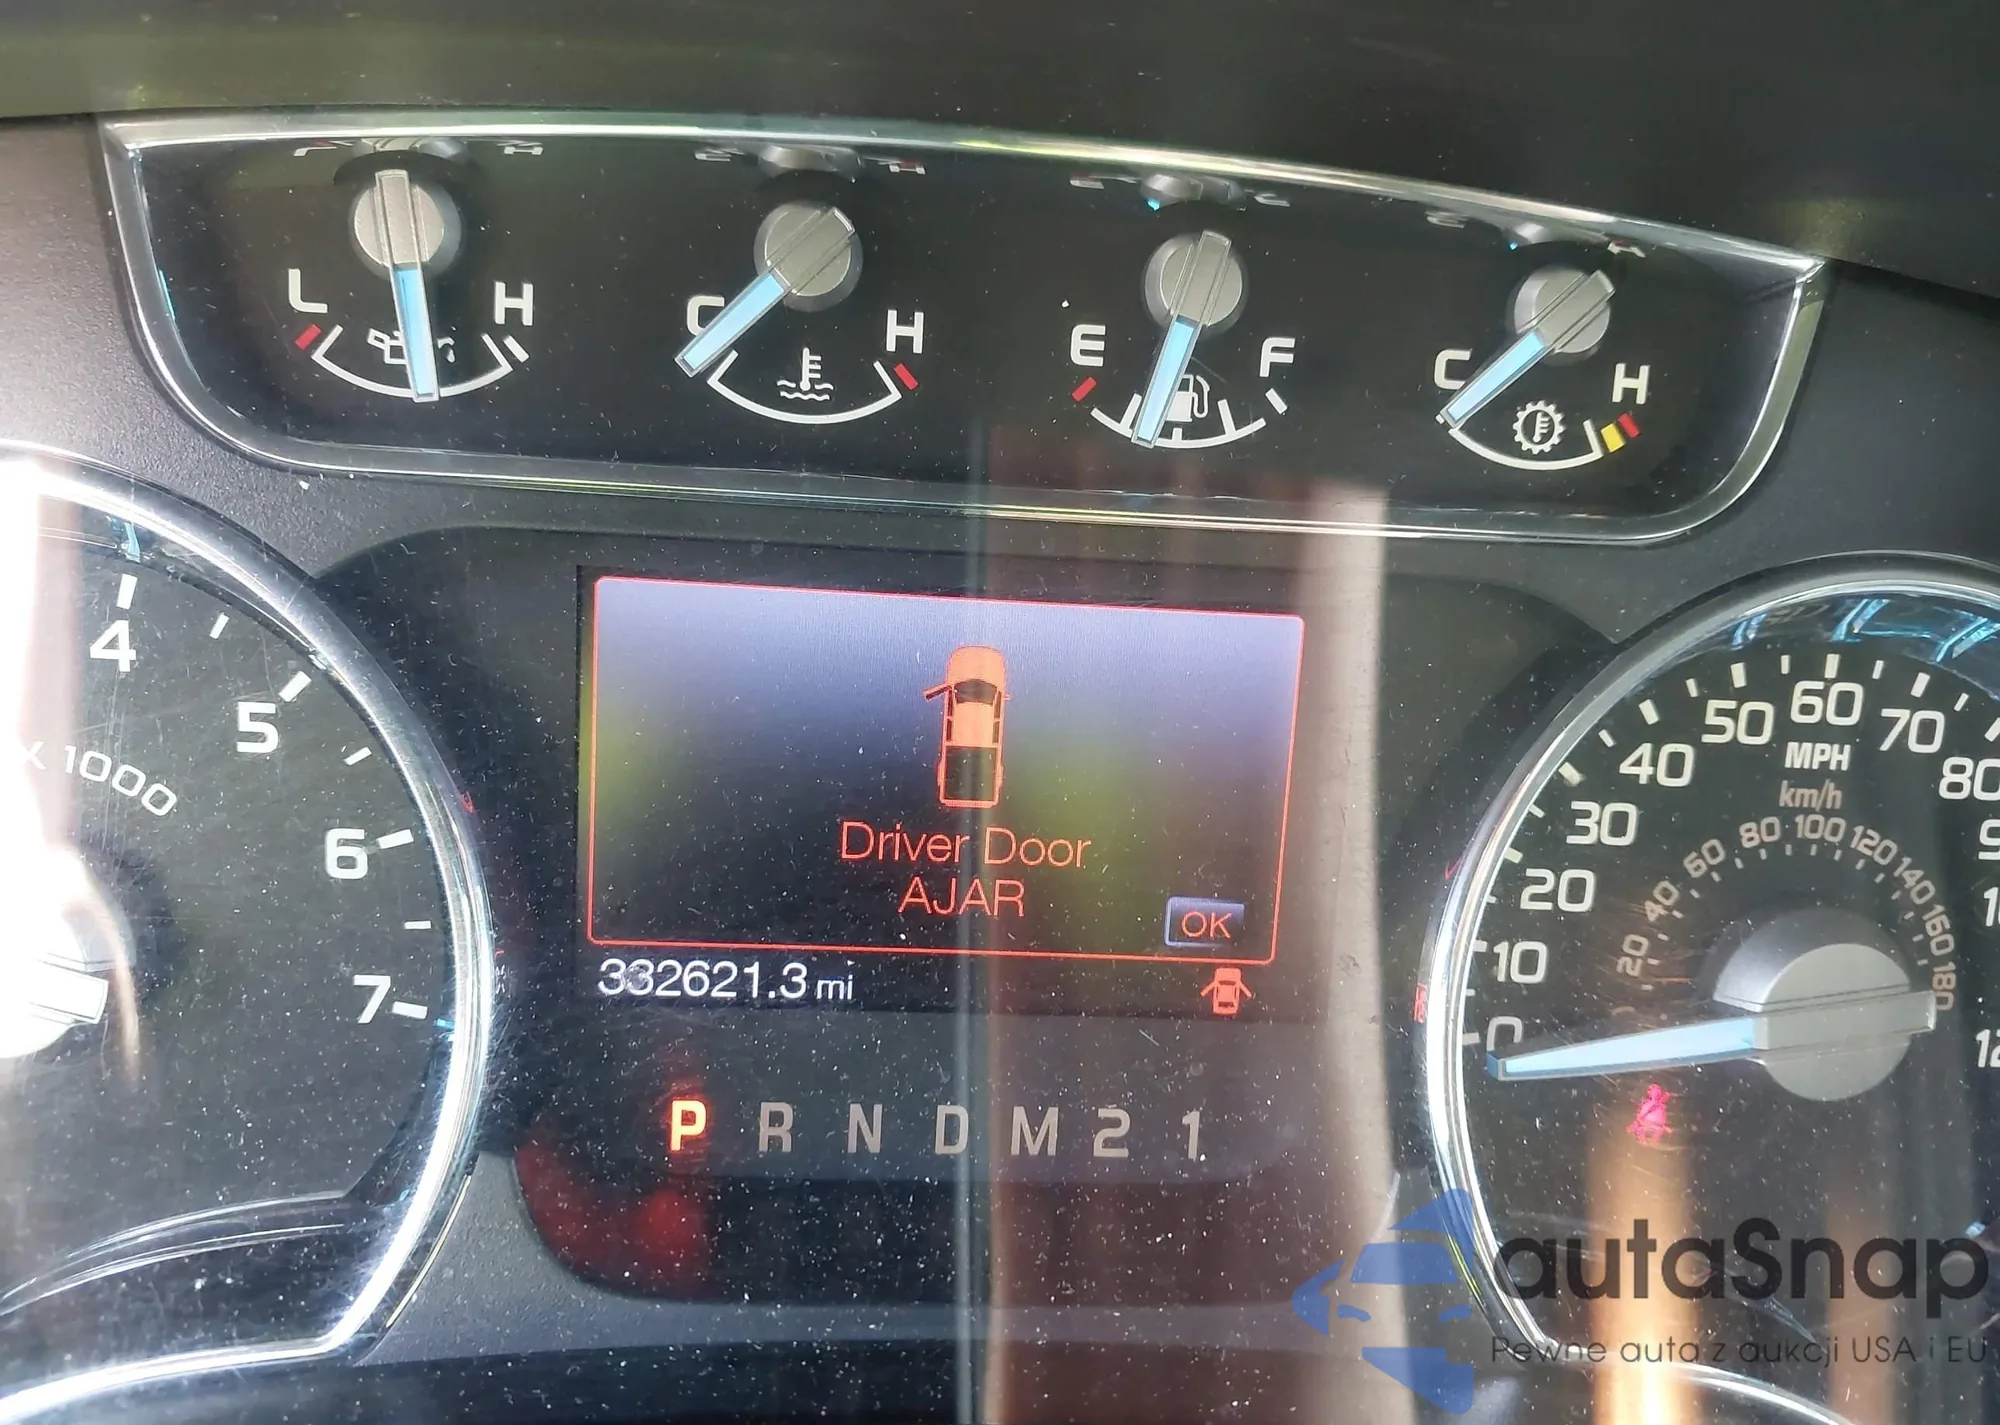 L H
C H
E F
C H
4
5
6
7
x 1000
Driver Door
AJAR
OK
332621.3 mi
P R N D M 2 1
0
10
20
30
40
50
60
70
80
MPH
km/h
20
40
60
80
100
120
140
160
180
autaSnap
Pewne auta z aukcji USA i EU